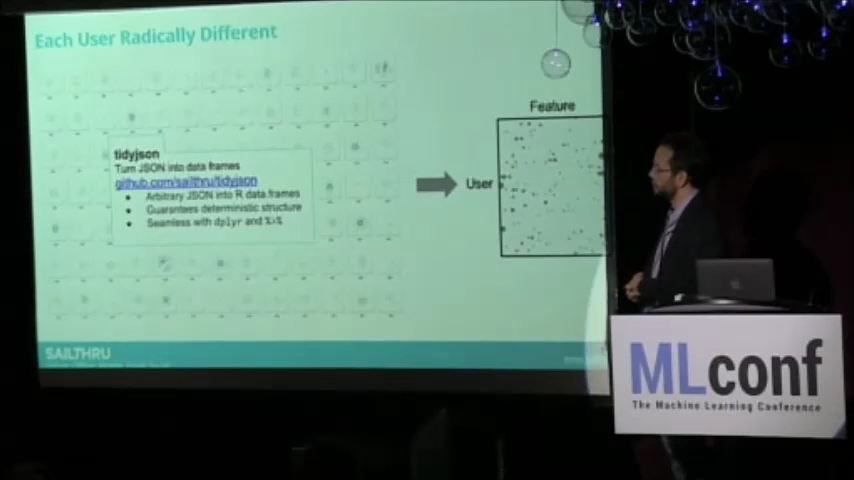 Each User Radically Different
tidyjson
Turn JSON into data frames
github.com/sailthru/tidyjson
• Arbitrary JSON into R data.frames
• Guarantees deterministic structure
• Seamless with dplyr and %>%
Feature
User
SAILTHRU
MLconf
The Machine Learning Conference